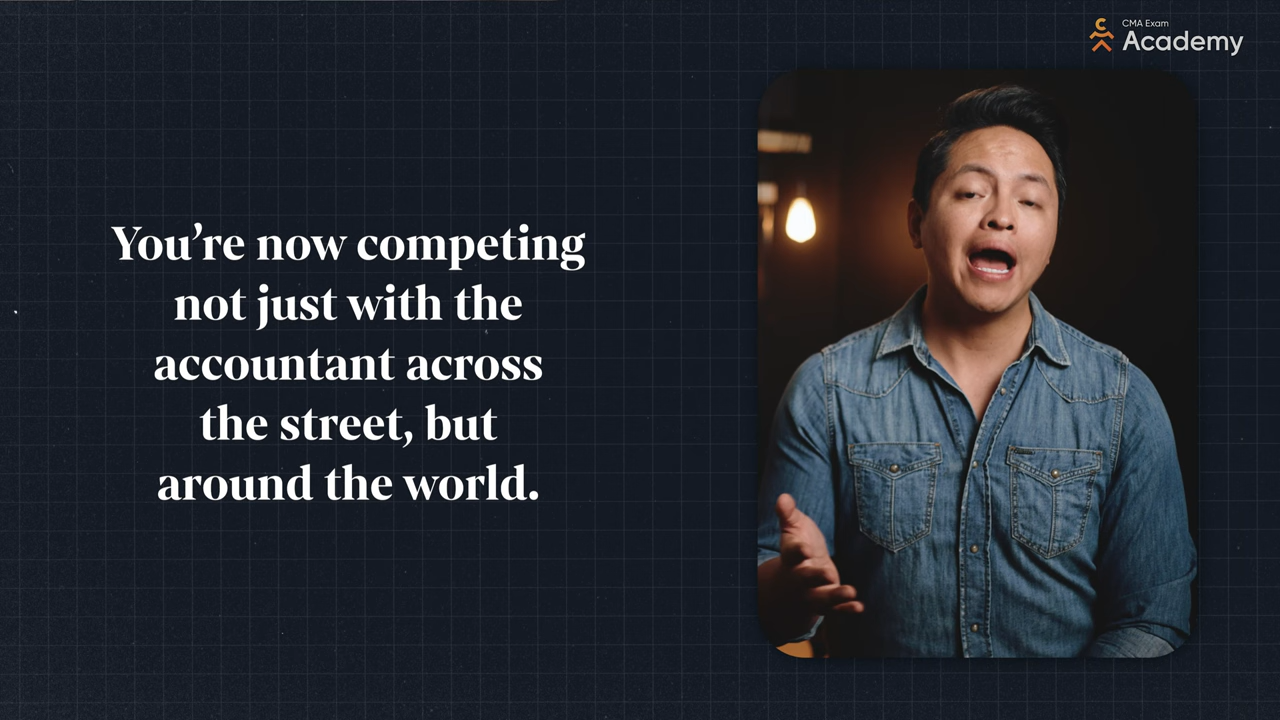 CMA Exam
Academy
You’re now competing
not just with the
accountant across
the street, but
around the world.